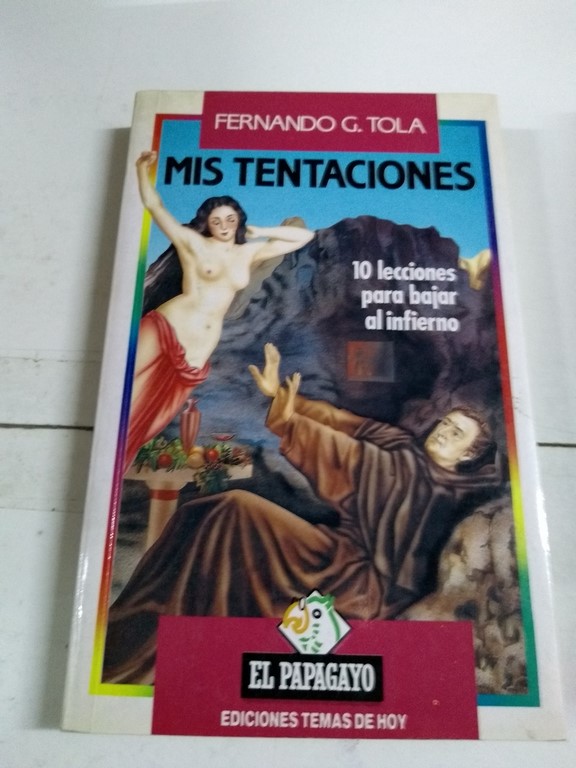 FERNANDO G. TOLA
MIS TENTACIONES
10 lecciones
para bajar
al infierno
EL PAPAGAYO
EDICIONES TEMAS DE HOY